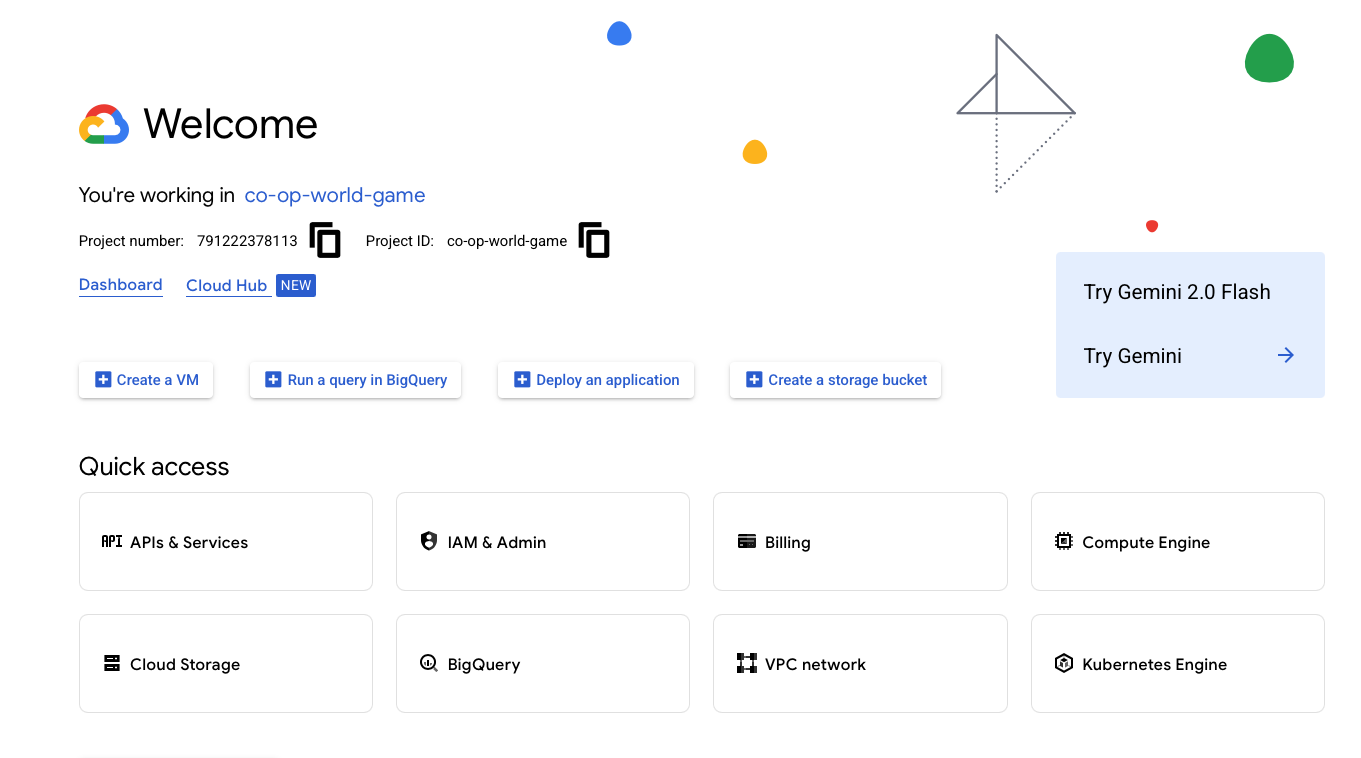 Welcome
You're working in co-op-world-game
Project number: 791222378113 Project ID: co-op-world-game
Dashboard Cloud Hub NEW
Try Gemini 2.0 Flash
Try Gemini
Create a VM Run a query in BigQuery Deploy an application Create a storage bucket
Quick access
API APIs & Services IAM & Admin Billing Compute Engine
Cloud Storage BigQuery VPC network Kubernetes Engine